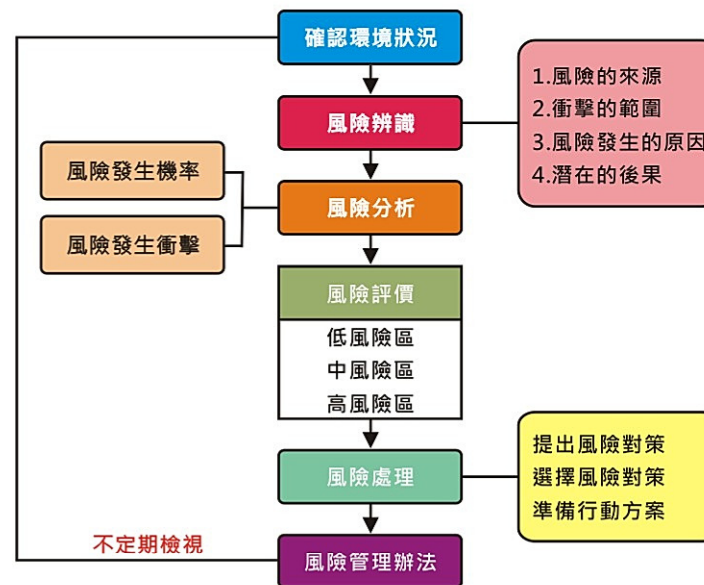 確認環境狀況
風險辨識
1.風險的來源
2.衝擊的範圍
3.風險發生的原因
4.潛在的後果
風險發生機率
風險發生衝擊
風險分析
風險評價
低風險區
中風險區
高風險區
風險處理
提出風險對策
選擇風險對策
準備行動方案
不定期檢視
風險管理辦法